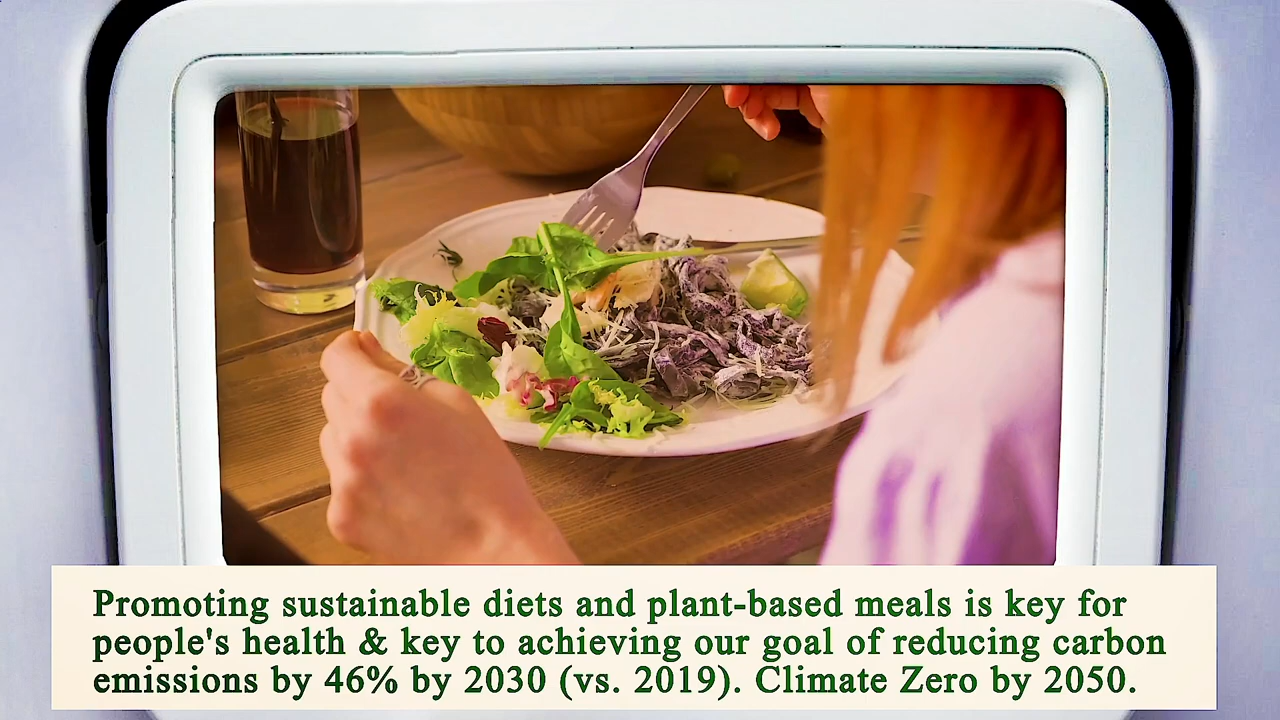 Promoting sustainable diets and plant-based meals is key for
people's health & key to achieving our goal of reducing carbon
emissions by 46% by 2030 (vs. 2019). Climate Zero by 2050.